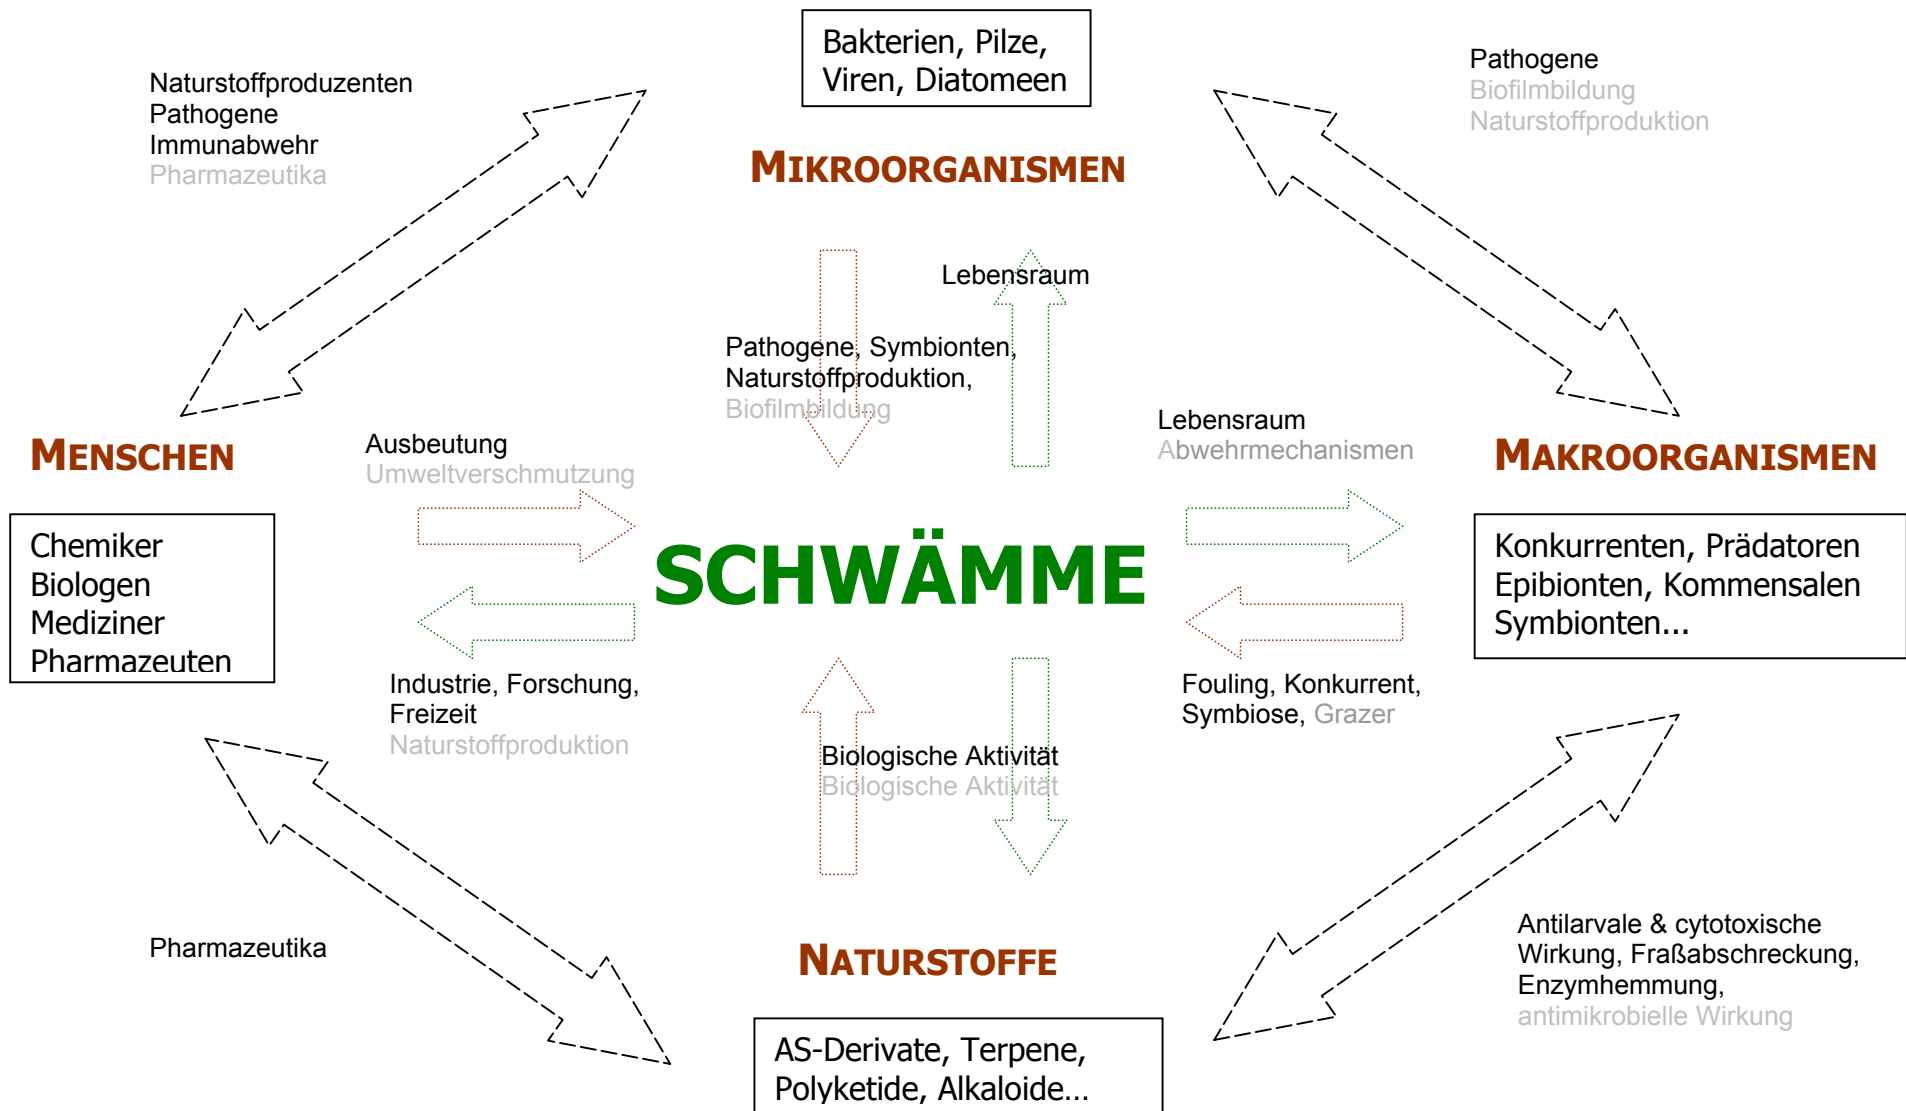 Bakterien, Pilze,
Viren, Diatomeen
Naturstoffproduzenten
Pathogene
Immunabwehr
Pharmazeutika
Pathogene
Biofilmbildung
Naturstoffproduktion
MIKROORGANISMEN
Lebensraum
Pathogene, Symbionten,
Naturstoffproduktion,
Biofilmbildung
MENSCHEN
Ausbeutung
Umweltverschmutzung
Lebensraum
Abwehrmechanismen
MAKROORGANISMEN
Chemiker
Biologen
Mediziner
Pharmazeuten
SCHWÄMME
Konkurrenten, Prädatoren
Epibionten, Kommensalen
Symbionten...
Industrie, Forschung,
Freizeit
Naturstoffproduktion
Fouling, Konkurrent,
Symbiose, Grazer
Biologische Aktivität
Biologische Aktivität
Pharmazeutika
NATURSTOFFE
Antilarvale & cytotoxische
Wirkung, Fraßabschreckung,
Enzymhemmung,
antimikrobielle Wirkung
AS-Derivate, Terpene,
Polyketide, Alkaloide...